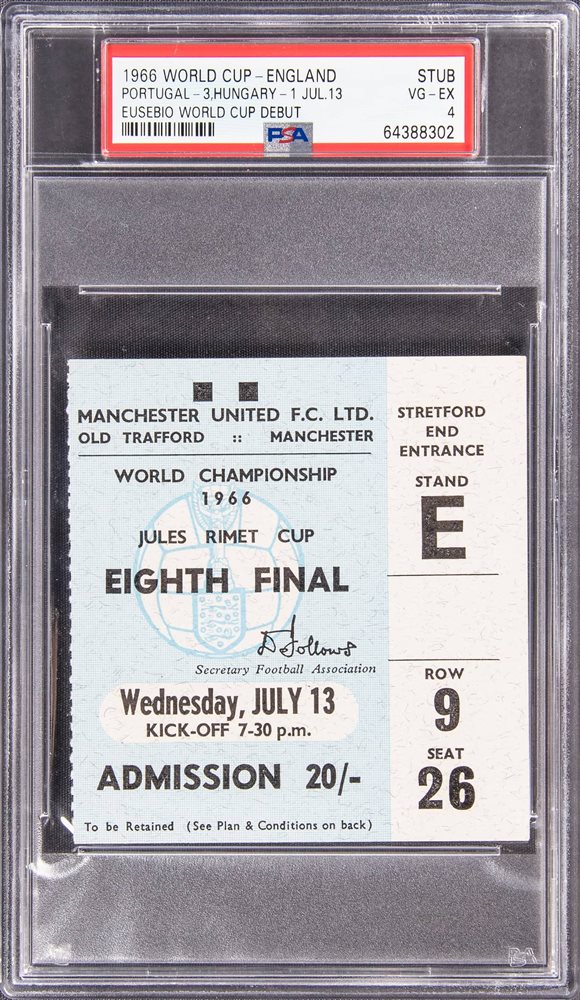 1966 WORLD CUP - ENGLAND STUB
PORTUGAL - 3, HUNGARY - 1 JUL.13 VG-EX
EUSEBIO WORLD CUP DEBUT 4
PSA 64388302
MANCHESTER UNITED F.C. LTD.
OLD TRAFFORD :: MANCHESTER
WORLD CHAMPIONSHIP
1966
JULES RIMET CUP
EIGHTH FINAL
D Follows
Secretary Football Association
Wednesday, JULY 13
KICK-OFF 7-30 p.m.
ADMISSION 20/-
To be Retained (See Plan & Conditions on back)
STRETFORD
END
ENTRANCE
STAND
E
ROW
9
SEAT
26
PSA